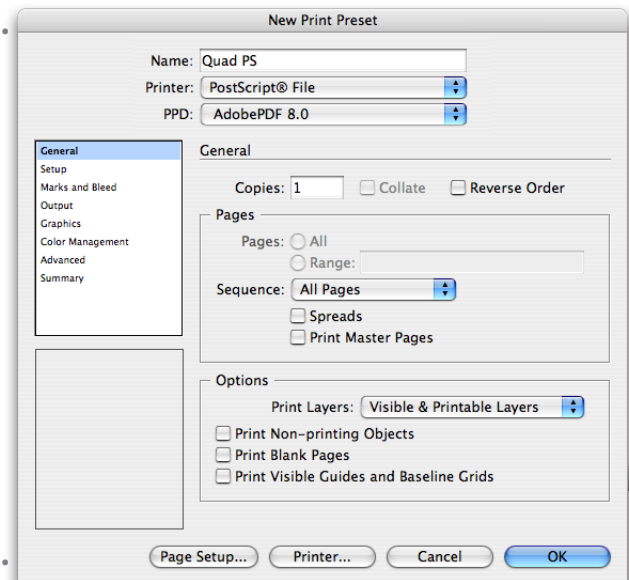 New Print Preset
Name: Quad PS
Printer: PostScript® File
PPD: AdobePDF 8.0
General
Setup
Marks and Bleed
Output
Graphics
Color Management
Advanced
Summary
General
Copies: 1 Collate Reverse Order
Pages
Pages: All
Range:
Sequence: All Pages
Spreads
Print Master Pages
Options
Print Layers: Visible & Printable Layers
Print Non-printing Objects
Print Blank Pages
Print Visible Guides and Baseline Grids
Page Setup... Printer... Cancel OK